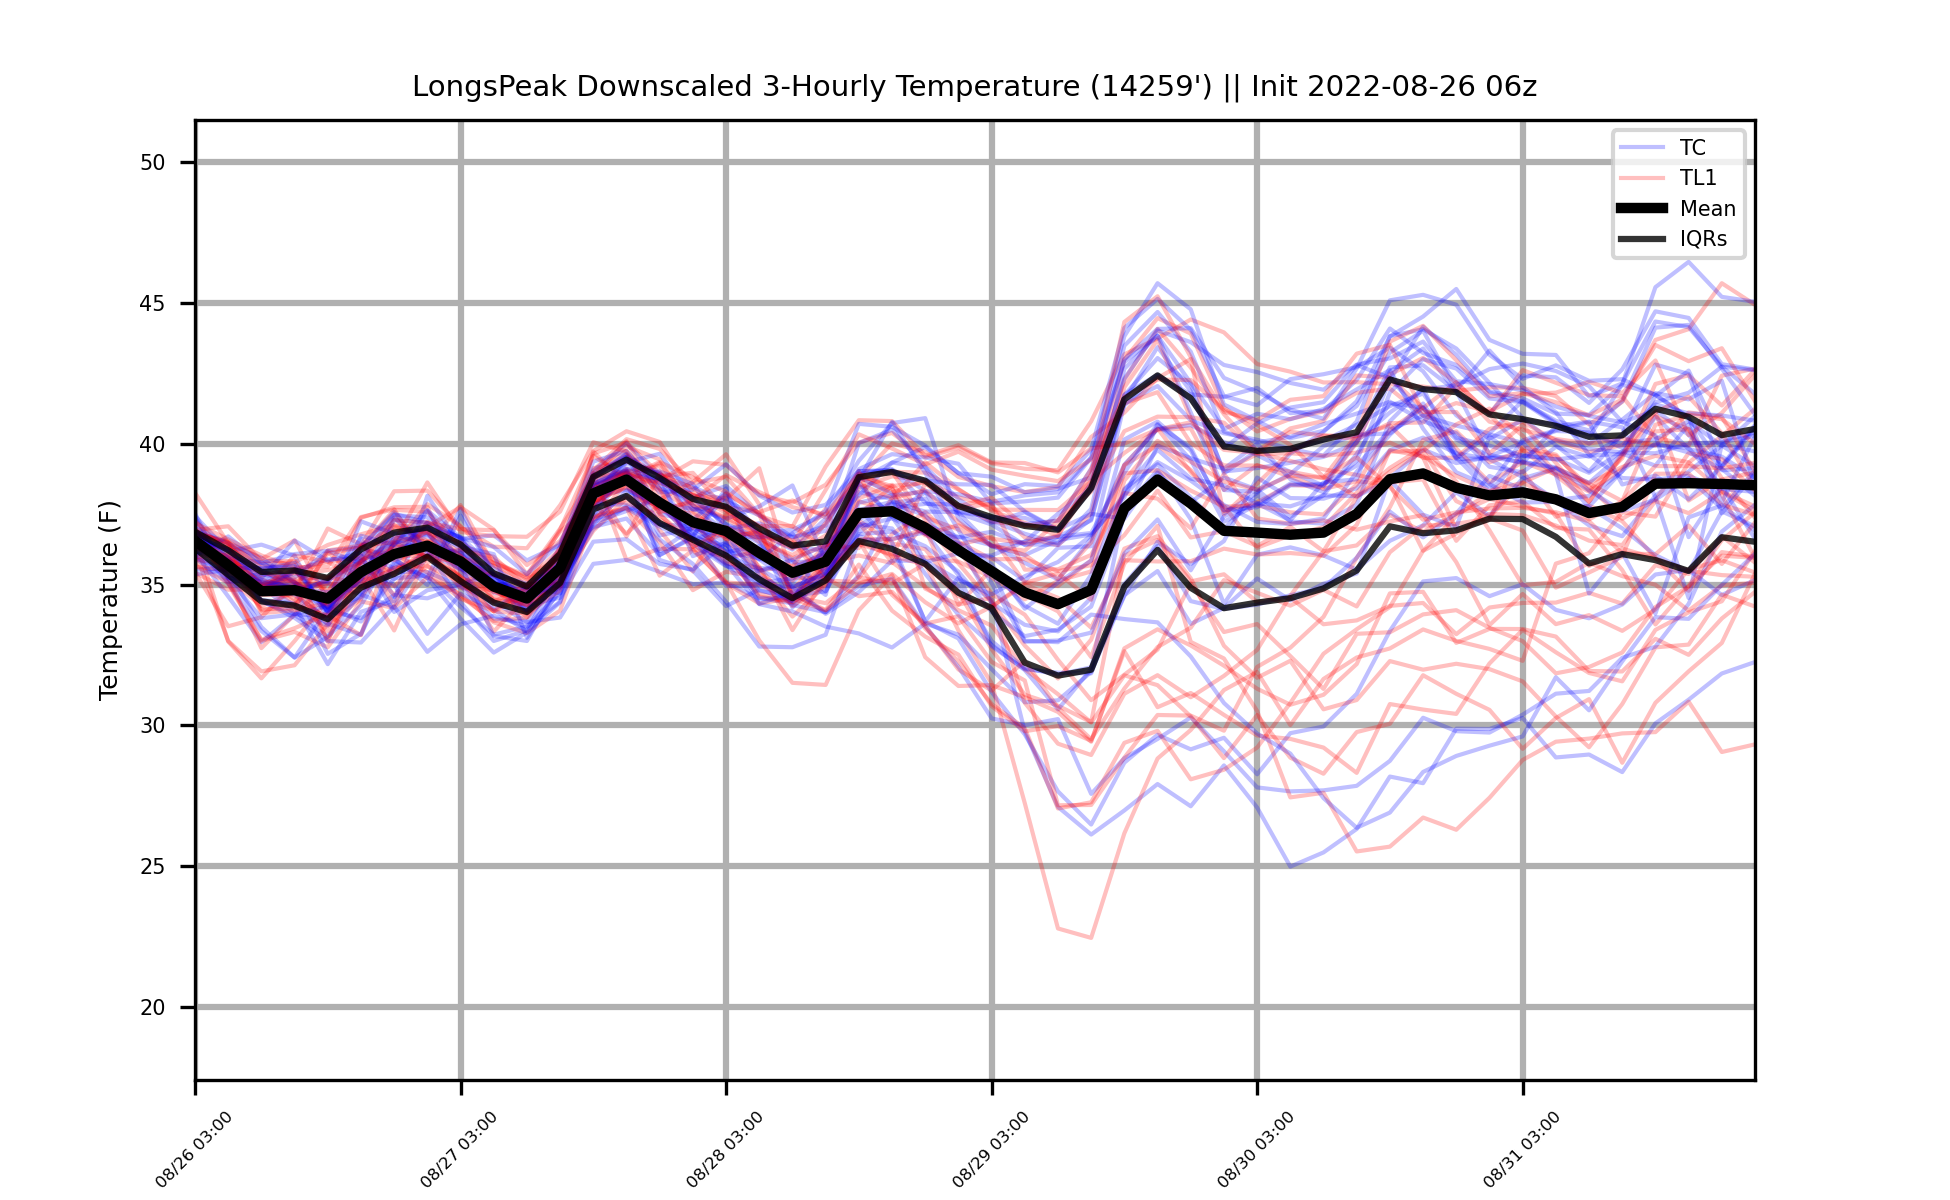 LongsPeak Downscaled 3-Hourly Temperature (14259') || Init 2022-08-26 06z
TC
TL1
Mean
IQRs
Temperature (F)
50
45
40
35
30
25
20
08/26 03:00
08/27 03:00
08/28 03:00
08/29 03:00
08/30 03:00
08/31 03:00